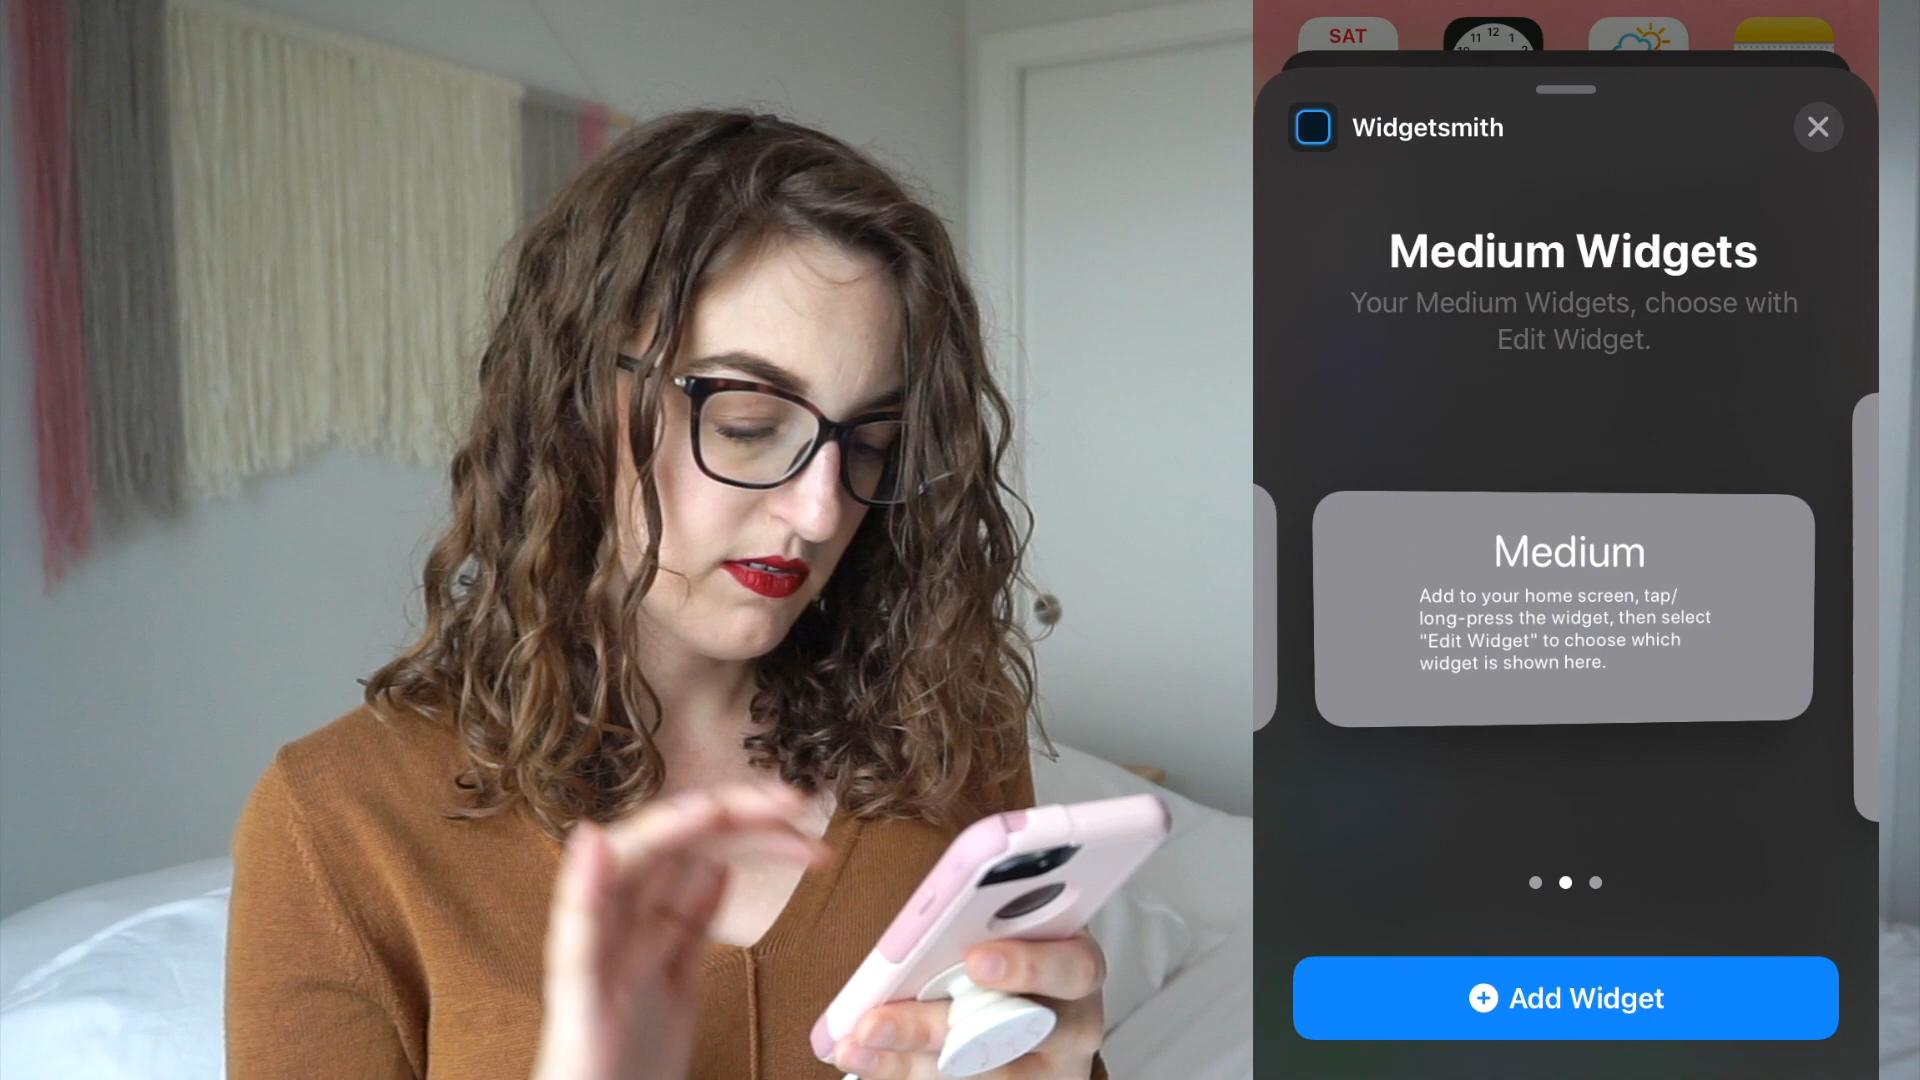 SAT
11 12 1
10 2
Widgetsmith
Medium Widgets
Your Medium Widgets, choose with
Edit Widget.
Medium
Add to your home screen, tap/
long-press the widget, then select
"Edit Widget" to choose which
widget is shown here.
Add Widget